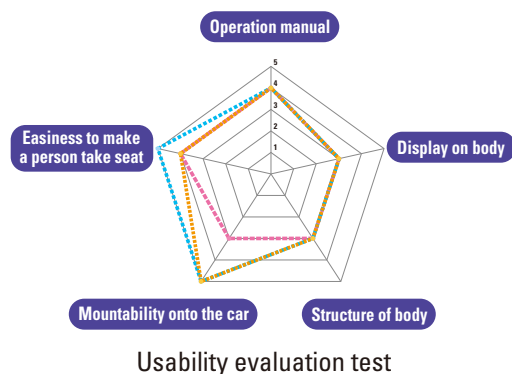 Operation manual
5
4
3
2
1
Easiness to make
a person take seat
Display on body
Mountability onto the car
Structure of body
Usability evaluation test